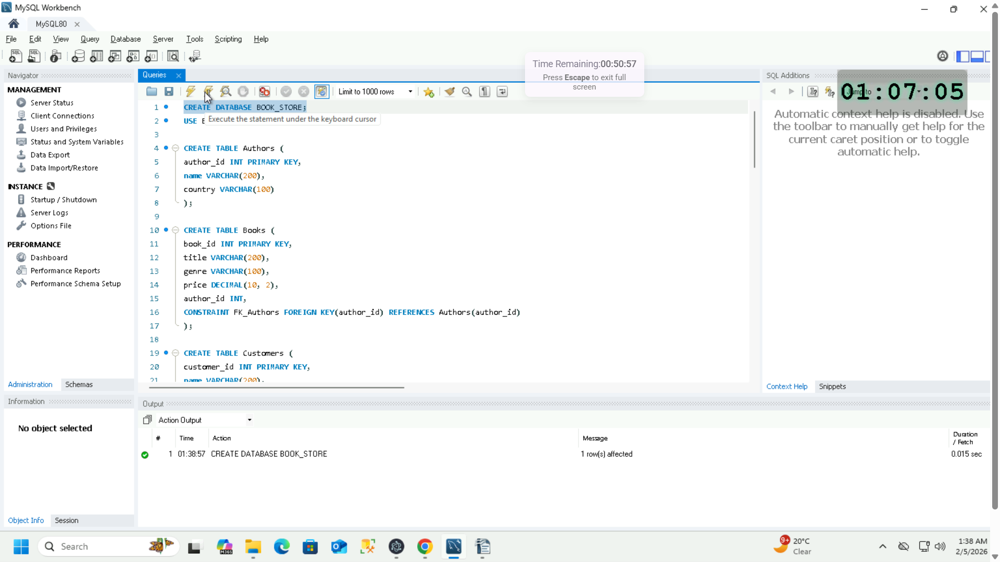 MySQL Workbench
MySQL80
File Edit View Query Database Server Tools Scripting Help
Time Remaining:00:50:57
Press Escape to exit full
screen
Navigator
MANAGEMENT
Server Status
Client Connections
Users and Privileges
Status and System Variables
Data Export
Data Import/Restore
INSTANCE
Startup / Shutdown
Server Logs
Options File
PERFORMANCE
Dashboard
Performance Reports
Performance Schema Setup
Administration Schemas
Information
No object selected
Object Info Session
Queries
Limit to 1000 rows
1 CREATE DATABASE BOOK_STORE;
2 USE
Execute the statement under the keyboard cursor
3
4 CREATE TABLE Authors (
5 author_id INT PRIMARY KEY,
6 name VARCHAR(200),
7 country VARCHAR(100)
8 );
9
10 CREATE TABLE Books (
11 book_id INT PRIMARY KEY,
12 title VARCHAR(200),
13 genre VARCHAR(100),
14 price DECIMAL(10, 2),
15 author_id INT,
16 CONSTRAINT FK_Authors FOREIGN KEY(author_id) REFERENCES Authors(author_id)
17 );
18
19 CREATE TABLE Customers (
20 customer_id INT PRIMARY KEY,
21 name VARCHAR(200),
SQL Additions
Jump to
01:07:05
Automatic context help is disabled. Use
the toolbar to manually get help for the
current caret position or to toggle
automatic help.
Context Help Snippets
Output
Action Output
# Time Action Message Duration / Fetch
1 01:38:57 CREATE DATABASE BOOK_STORE 1 row(s) affected 0.015 sec
Search
M365
9+
20°C
Clear
1:38 AM
2/5/2026